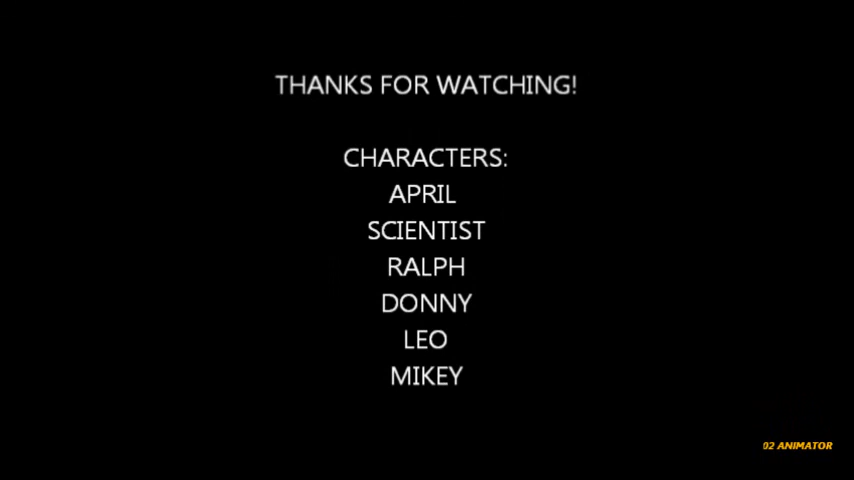 THANKS FOR WATCHING!
CHARACTERS:
APRIL
SCIENTIST
RALPH
DONNY
LEO
MIKEY
02 ANIMATOR